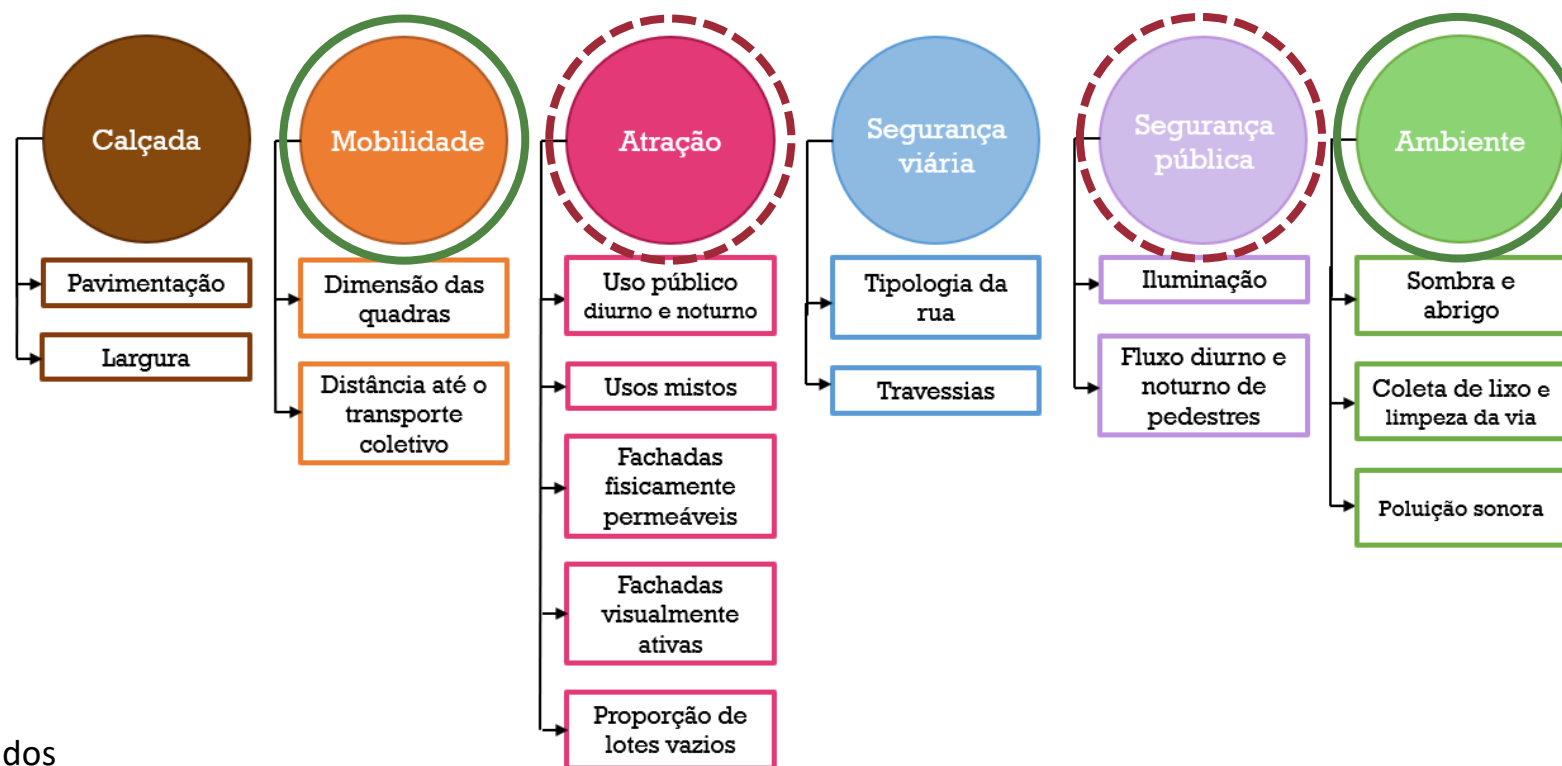 Calçada
Pavimentação
Largura
Mobilidade
Dimensão das
quadras
Distância até o
transporte
coletivo
Atração
Uso público
diurno e noturno
Usos mistos
Fachadas
fisicamente
permeáveis
Fachadas
visualmente
ativas
Proporção de
lotes vazios
Segurança
viária
Tipologia da
rua
Travessias
Segurança
pública
Iluminação
Fluxo diurno e
noturno de
pedestres
Ambiente
Sombra e
abrigo
Coleta de lixo e
limpeza da via
Poluição sonora
dos